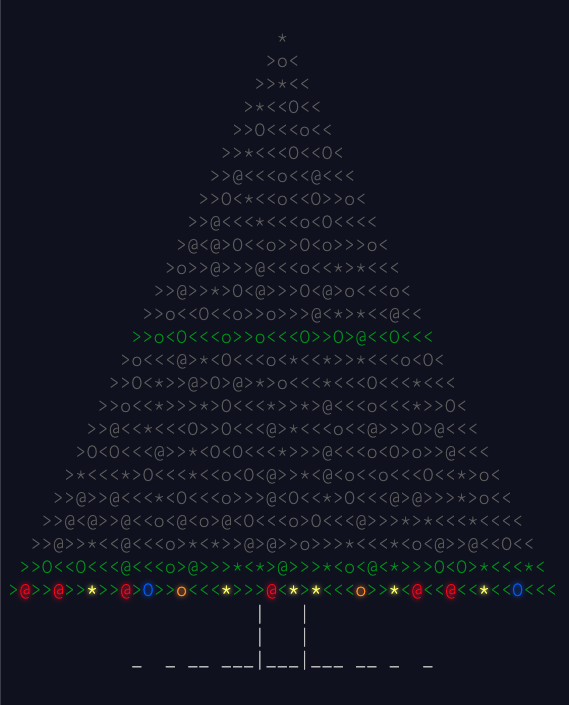 *
>o<
>>*<<
>*<<O<<
>>O<<<o<<
>>*<<<O<<O<
>>@<<<o<<@<<<
>>O<*<<o<<O>>o<
>>@<<<*<<<o<O<<<<
>@<@>O<<o>>O<o>>>o<
>o>>@>>>@<<<o<<*>*<<<
>>@>>*>O<@>>>O<@>o<<<o<
>>o<<O<<o>>o>>>@<*>*<<@<<
>>o<O<<<o>>o<<<O>>O>@<<O<<<
>o<<<@>*<O<<<o<*<<*>>*<<<o<O<
>>O<*>>@>O>@>*>o<<<*<<<O<<<*<<<
>>o<<*>>>*>O<<<*>>*>@<<<o<<<*>>O<
>>@<<*<<<O>>O<<<*>>>@<<o<@>>>O>@<<<
>O<O<<<@>>*<O<O<<<*>>>@<<<o<O>o>>@<<<
>*<<<*>O<<<*<<o<O<@>>*<@<o<<o<<<O<<*>o<
>>@>>@<<<*<O<<<o>>>@<O<<*>O<<<@>@>>>*>o<<
>>@<@>>@<<o<@<o>@<O<<<o>O<<<@>>>*>*<<<*<<<<
>>@>>*<<@<<<o<*>>@>@>>o>>>*<<<*<<o<@>>@<<O<<
>>O<<O<<<@<<<o>@>>>*<*>@>>>*<o<@<*>>>O<O>*<<<*<
>@>>@>>*>>@>O>>o<<<*>>>@<*>*<<<o>>*<@<<@<<*<<O<<<
| |
| |
_ _ __ ___|___|___ __ _ _